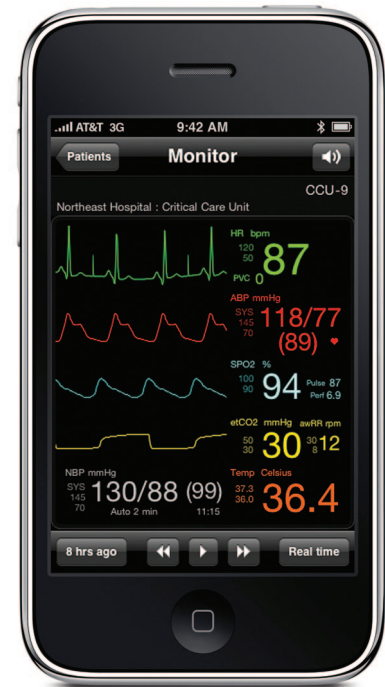 AT&T 3G 9:42 AM
Patients Monitor
CCU-9
Northeast Hospital : Critical Care Unit
HR bpm
120
50
87
PVC 0
ABP mmHg
SYS
145
70
118/77
(89)
SPO2 %
100
90
94
Pulse 87
Perf 6.9
etCO2 mmHg awRR rpm
50
30
30
30
8
12
NBP mmHg
SYS
145
70
130/88 (99)
Auto 2 min 11:15
Temp Celsius
37.3
36.0
36.4
8 hrs ago Real time